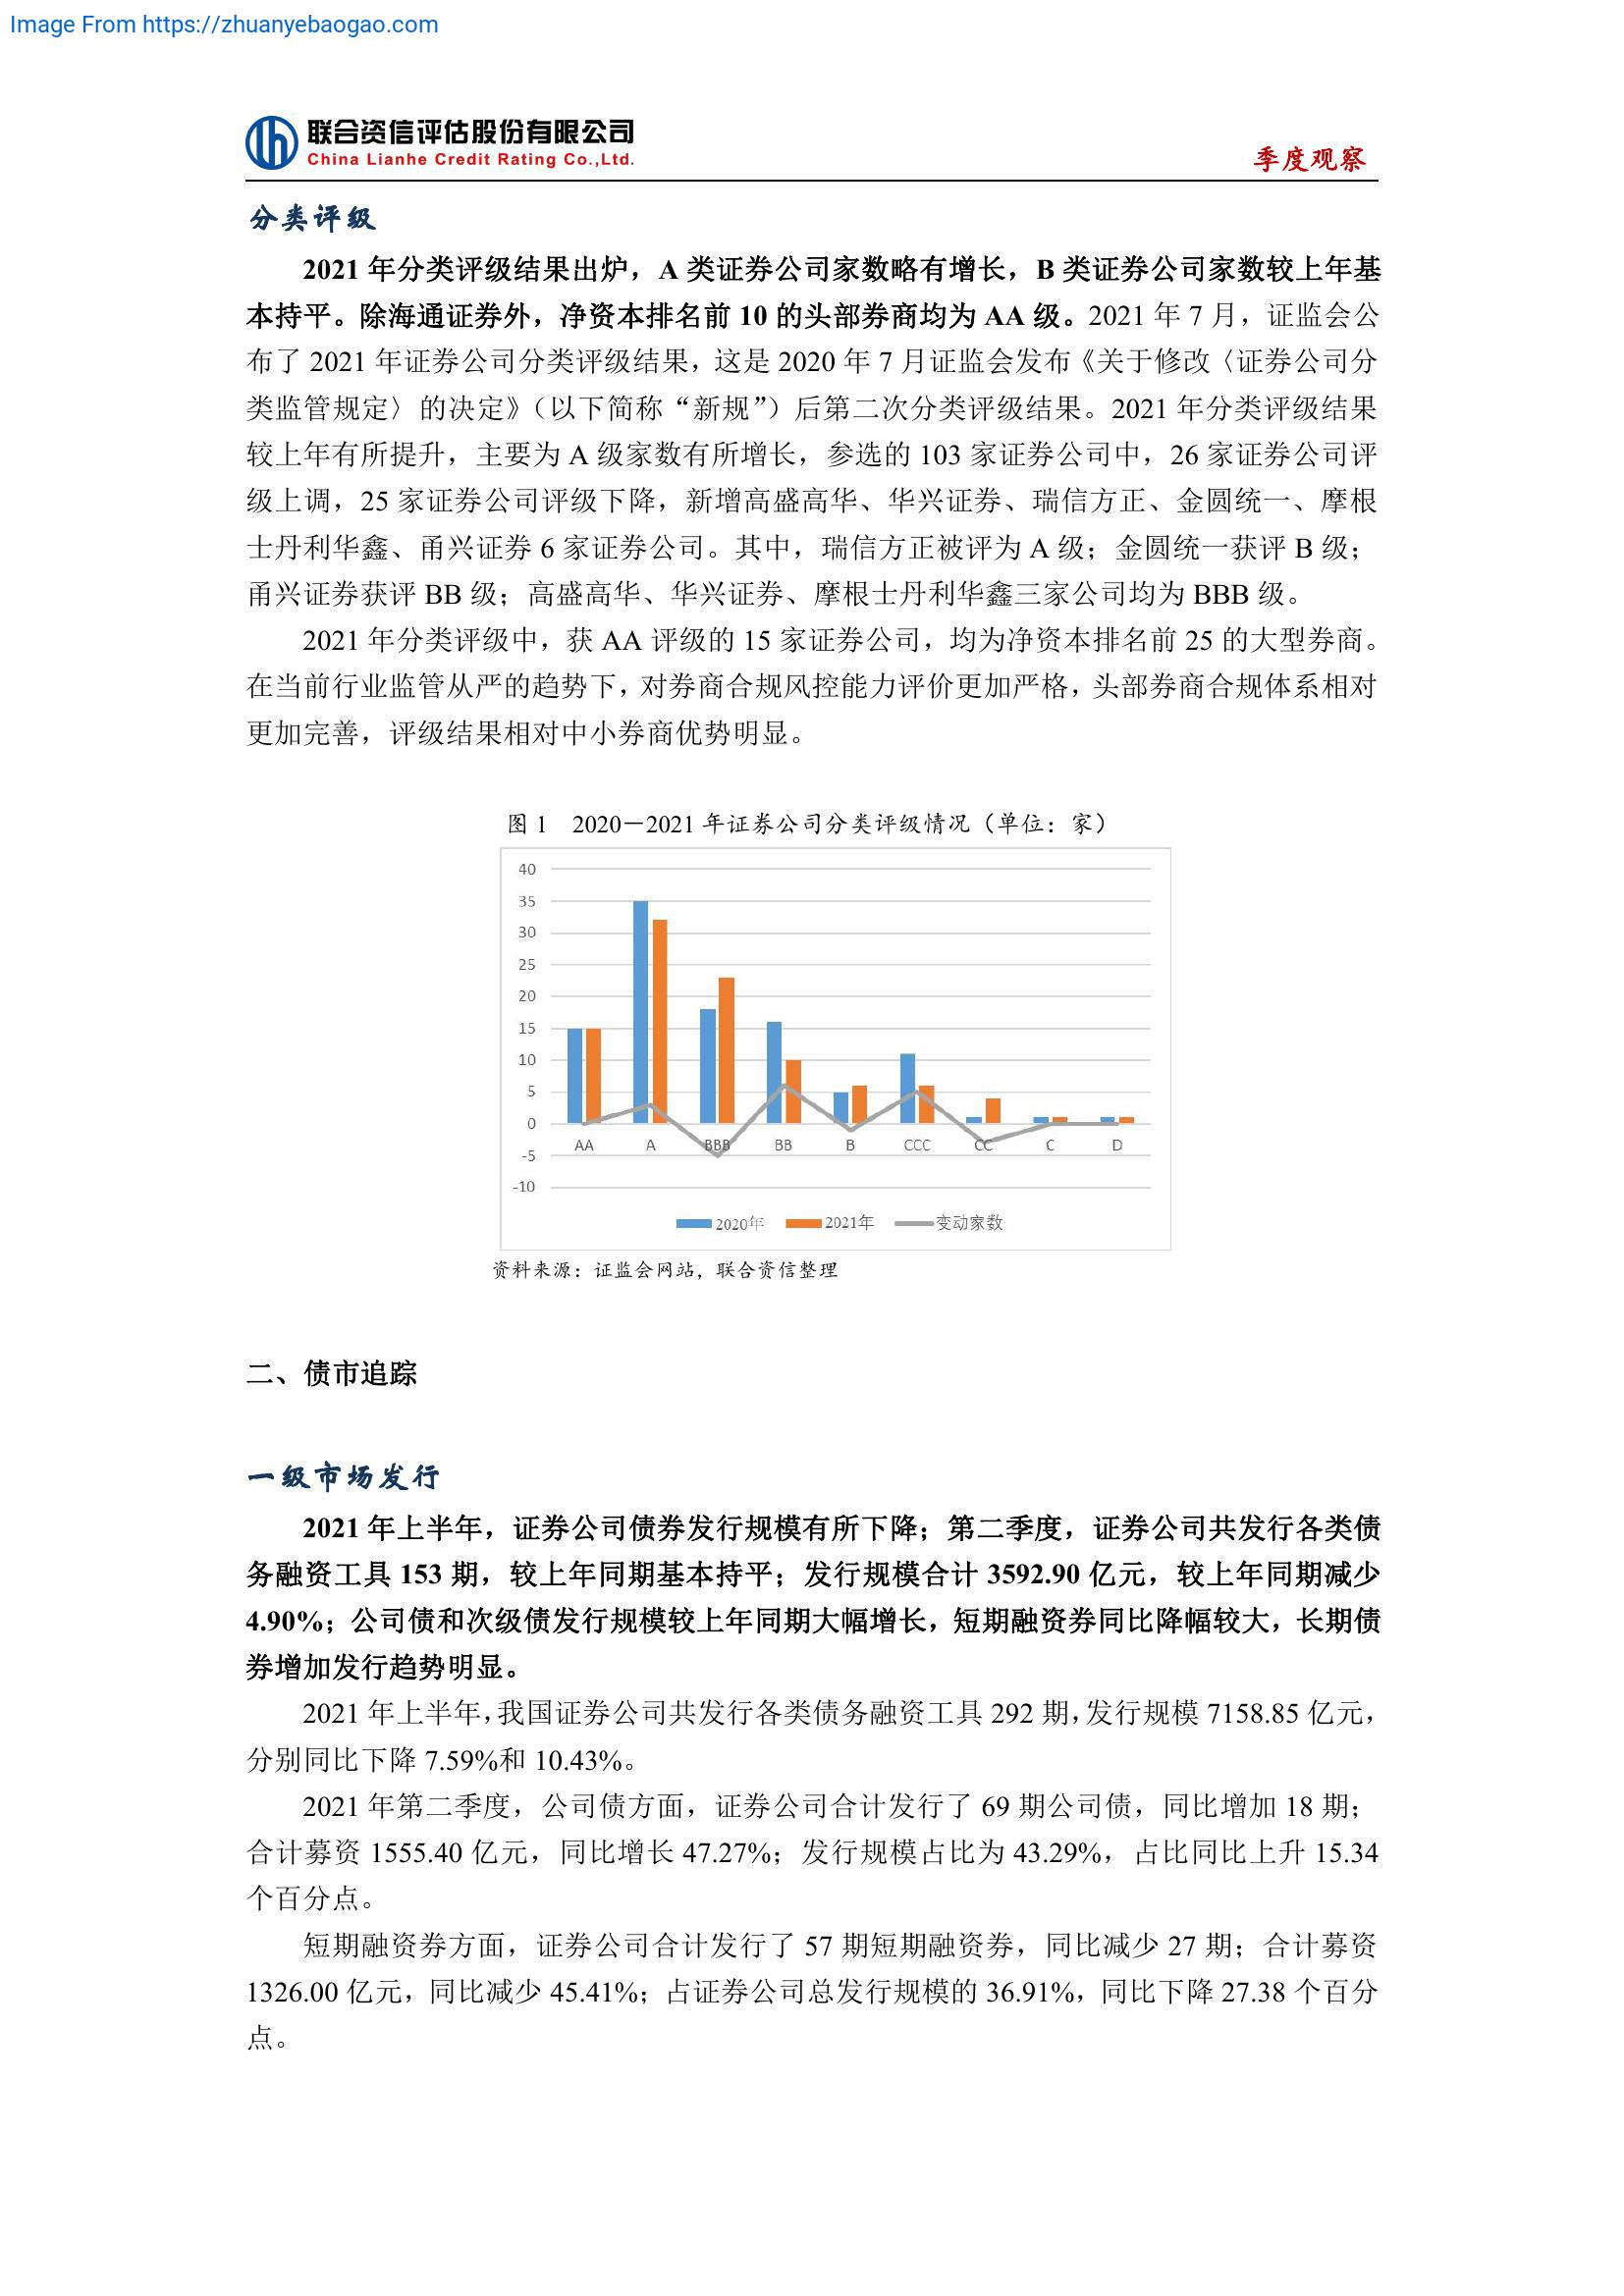 Image From https://zhuanyebaogao.com
联合资信评估股份有限公司
China Lianhe Credit Rating Co.,Ltd.
季度观察
分类评级
2021 年分类评级结果出炉，A 类证券公司家数略有增长，B 类证券公司家数较上年基
本持平。除海通证券外，净资本排名前 10 的头部券商均为 AA 级。2021 年 7 月，证监会公
布了 2021 年证券公司分类评级结果，这是 2020 年 7 月证监会发布《关于修改〈证券公司分
类监管规定〉的决定》（以下简称“新规”）后第二次分类评级结果。2021 年分类评级结果
较上年有所提升，主要为 A 级家数有所增长，参选的 103 家证券公司中，26 家证券公司评
级上调，25 家证券公司评级下降，新增高盛高华、华兴证券、瑞信方正、金圆统一、摩根
士丹利华鑫、甬兴证券 6 家证券公司。其中，瑞信方正被评为 A 级；金圆统一获评 B 级；
甬兴证券获评 BB 级；高盛高华、华兴证券、摩根士丹利华鑫三家公司均为 BBB 级。
2021 年分类评级中，获 AA 评级的 15 家证券公司，均为净资本排名前 25 的大型券商。
在当前行业监管从严的趋势下，对券商合规风控能力评价更加严格，头部券商合规体系相对
更加完善，评级结果相对中小券商优势明显。
图 1 2020－2021 年证券公司分类评级情况（单位：家）
40
35
30
25
20
15
10
5
0
AA A BBB BB B CCC CC C D
-5
-10
2020年 2021年 变动家数
资料来源：证监会网站，联合资信整理
二、债市追踪
一级市场发行
2021 年上半年，证券公司债券发行规模有所下降；第二季度，证券公司共发行各类债
务融资工具 153 期，较上年同期基本持平；发行规模合计 3592.90 亿元，较上年同期减少
4.90%；公司债和次级债发行规模较上年同期大幅增长，短期融资券同比降幅较大，长期债
券增加发行趋势明显。
2021 年上半年，我国证券公司共发行各类债务融资工具 292 期，发行规模 7158.85 亿元，
分别同比下降 7.59%和 10.43%。
2021 年第二季度，公司债方面，证券公司合计发行了 69 期公司债，同比增加 18 期；
合计募资 1555.40 亿元，同比增长 47.27%；发行规模占比为 43.29%，占比同比上升 15.34
个百分点。
短期融资券方面，证券公司合计发行了 57 期短期融资券，同比减少 27 期；合计募资
1326.00 亿元，同比减少 45.41%；占证券公司总发行规模的 36.91%，同比下降 27.38 个百分
点。